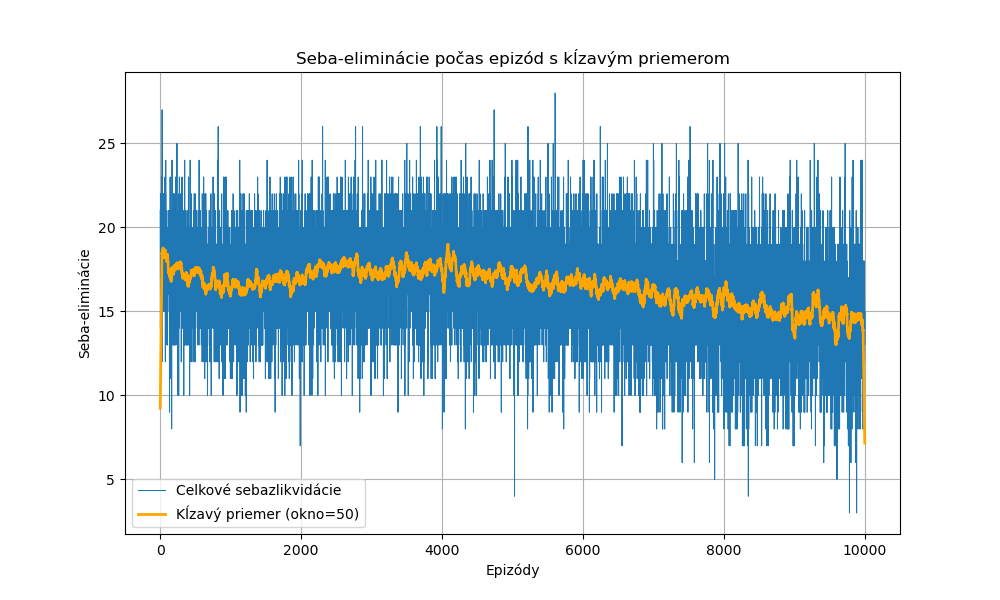 Seba-eliminácie počas epizód s kĺzavým priemerom
Seba-eliminácie
25
20
15
10
5
Celkové sebazlikvidácie
Kĺzavý priemer (okno=50)
0 2000 4000 6000 8000 10000
Epizódy